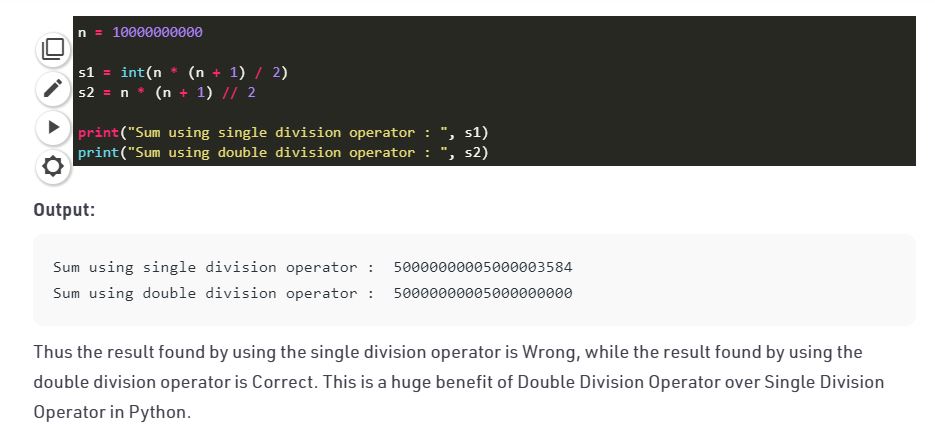 n = 10000000000
s1 = int(n * (n + 1) / 2)
s2 = n * (n + 1) // 2
print("Sum using single division operator : ", s1)
print("Sum using double division operator : ", s2)
Output:
Sum using single division operator :  50000000005000003584
Sum using double division operator :  50000000005000000000
Thus the result found by using the single division operator is Wrong, while the result found by using the
double division operator is Correct. This is a huge benefit of Double Division Operator over Single Division
Operator in Python.